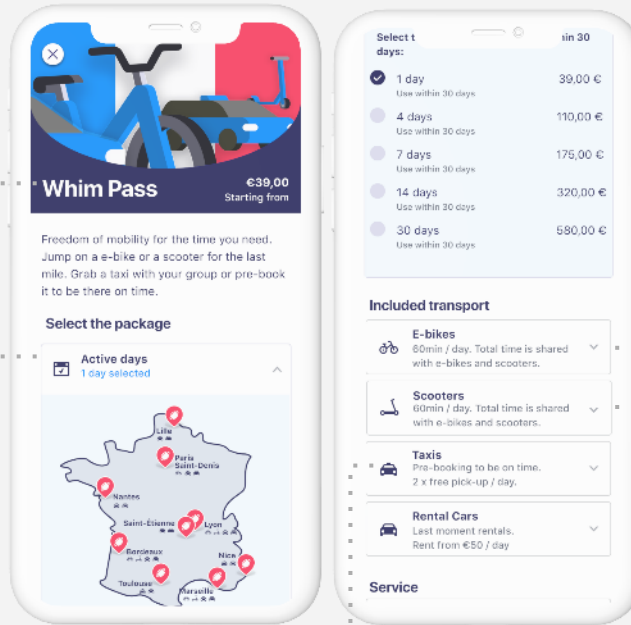 Whim Pass
€39,00
Starting from
Freedom of mobility for the time you need.
Jump on a e-bike or a scooter for the last
mile. Grab a taxi with your group or pre-book
it to be there on time.
Select the package
Active days
1 day selected
Lille
Paris
Saint-Denis
Nantes
Saint-Étienne
Lyon
Bordeaux
Nice
Toulouse
Marseille
Select t
in 30
days:
1 day
39,00 €
Use within 30 days
4 days
110,00 €
Use within 30 days
7 days
175,00 €
Use within 30 days
14 days
320,00 €
Use within 30 days
30 days
580,00 €
Use within 30 days
Included transport
E-bikes
60min / day. Total time is shared
with e-bikes and scooters.
Scooters
60min / day. Total time is shared
with e-bikes and scooters.
Taxis
Pre-booking to be on time.
2 x free pick-up / day.
Rental Cars
Last moment rentals.
Rent from €50 / day
Service